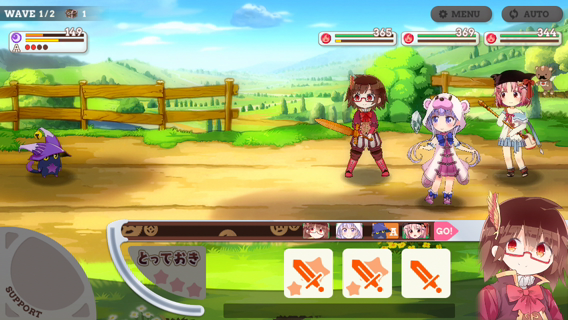 WAVE 1/2
1
MENU
AUTO
149
A
365
369
344
A
GO!
とっておき
SUPPORT